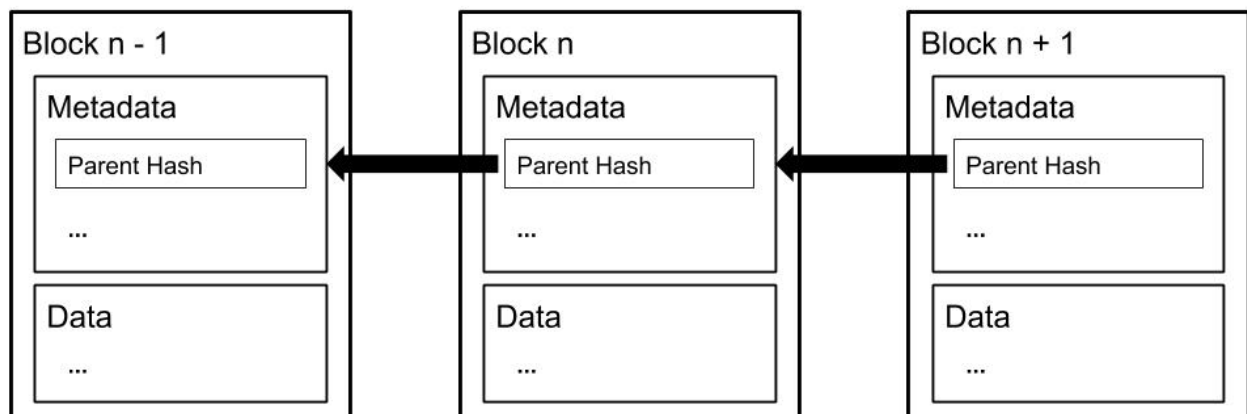 Block n - 1
Metadata
Parent Hash
...
Data
...
Block n
Metadata
Parent Hash
...
Data
...
Block n + 1
Metadata
Parent Hash
...
Data
...